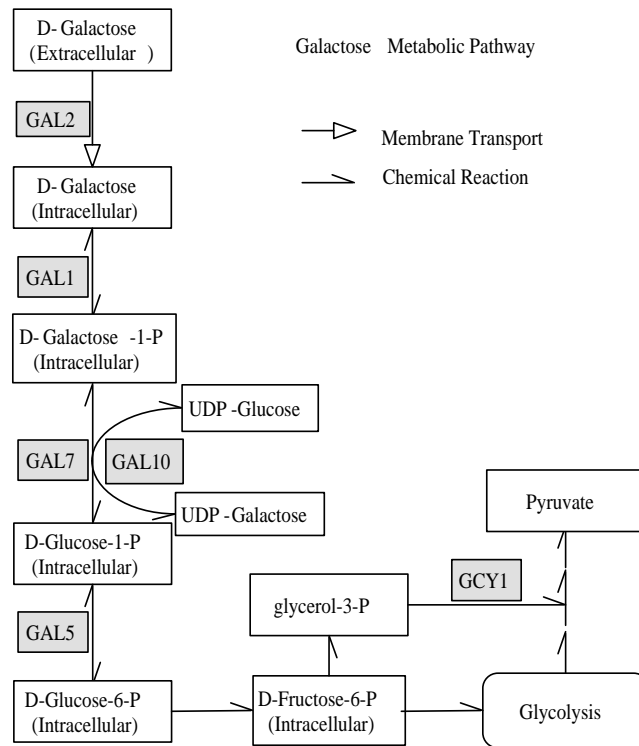 D- Galactose
(Extracellular )
Galactose Metabolic Pathway
GAL2
Membrane Transport
Chemical Reaction
D- Galactose
(Intracellular)
GAL1
D- Galactose -1-P
(Intracellular)
UDP -Glucose
GAL7
GAL10
UDP -Galactose
Pyruvate
D-Glucose-1-P
(Intracellular)
GCY1
glycerol-3-P
GAL5
D-Glucose-6-P
(Intracellular)
D-Fructose-6-P
(Intracellular)
Glycolysis